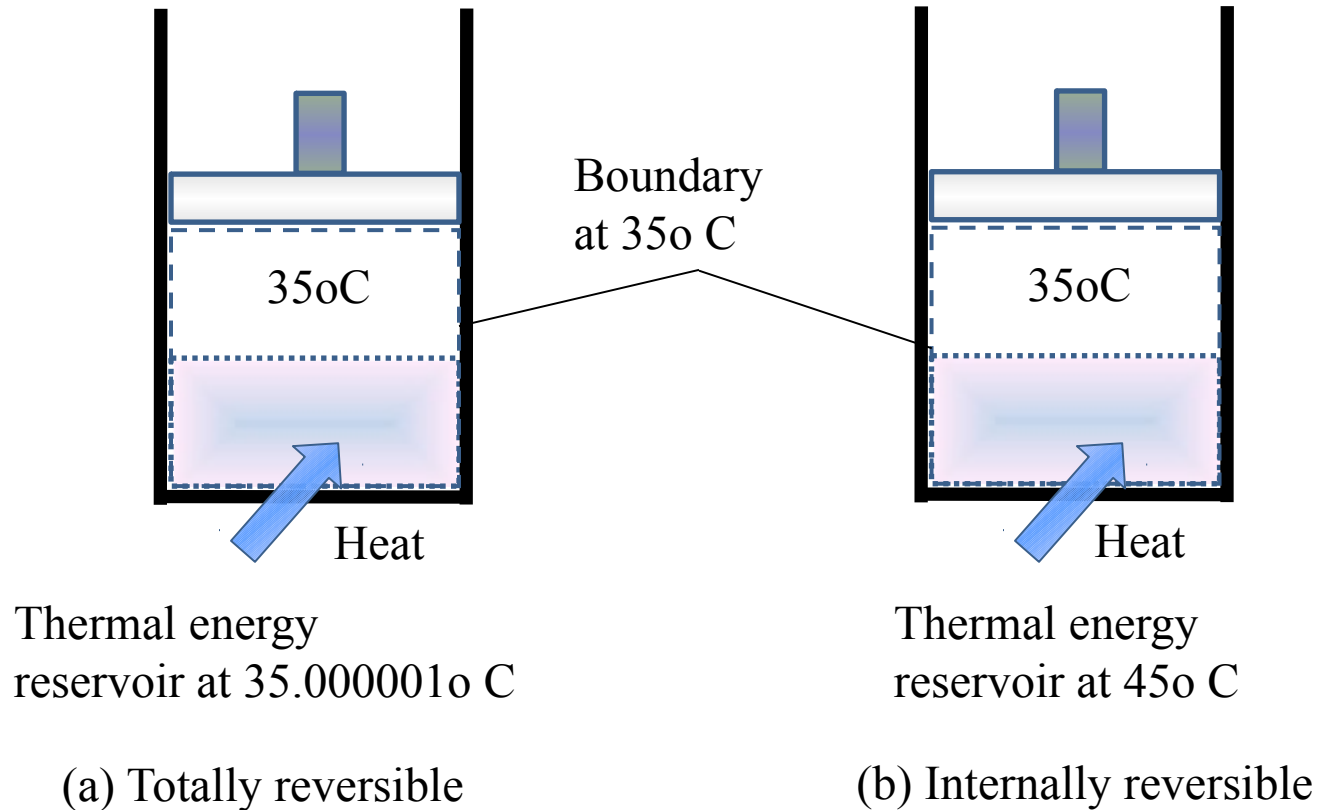 Boundary
at 35o C
35oC
35oC
Heat
Heat
Thermal energy
reservoir at 35.000001o C
Thermal energy
reservoir at 45o C
(a) Totally reversible
(b) Internally reversible